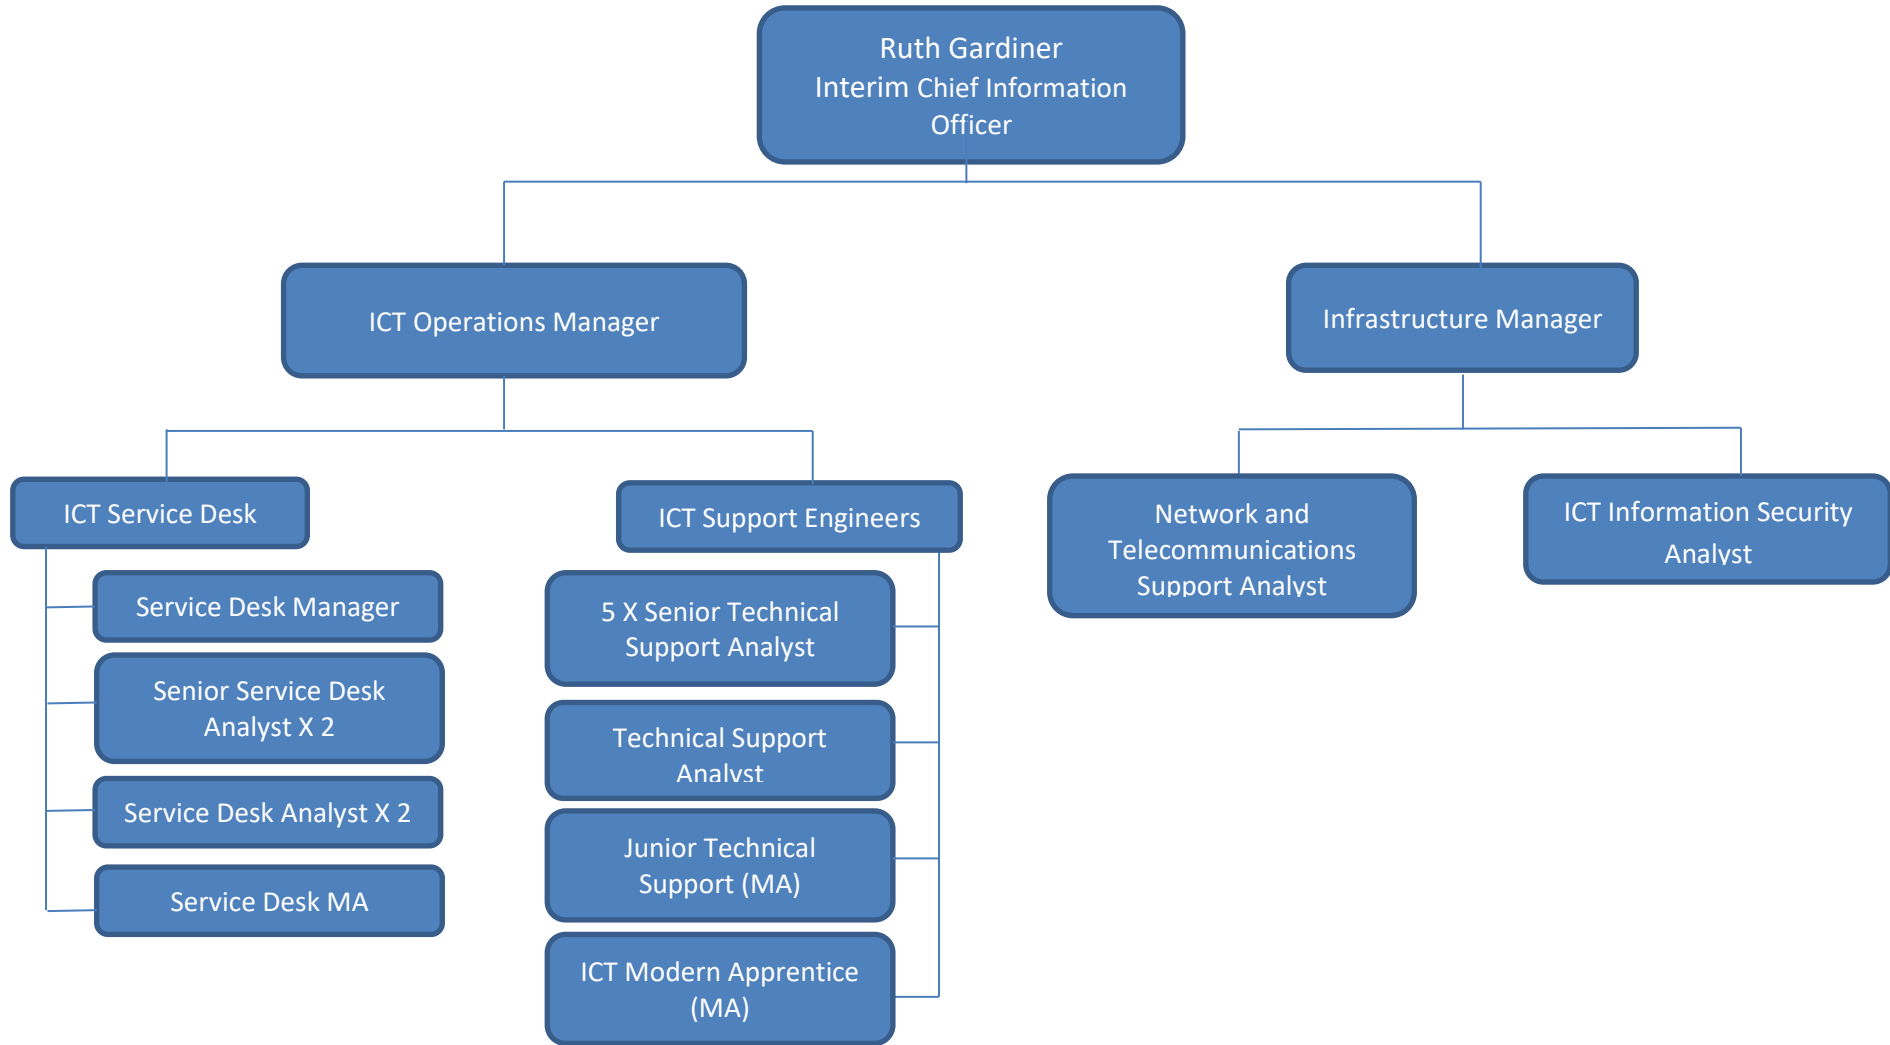 Ruth Gardiner
Interim Chief Information
Officer
ICT Operations Manager
Infrastructure Manager
ICT Service Desk
ICT Support Engineers
Network and
Telecommunications
Support Analyst
ICT Information Security
Analyst
Service Desk Manager
Senior Service Desk
Analyst X 2
Service Desk Analyst X 2
Service Desk MA
5 X Senior Technical
Support Analyst
Technical Support
Analyst
Junior Technical
Support (MA)
ICT Modern Apprentice
(MA)